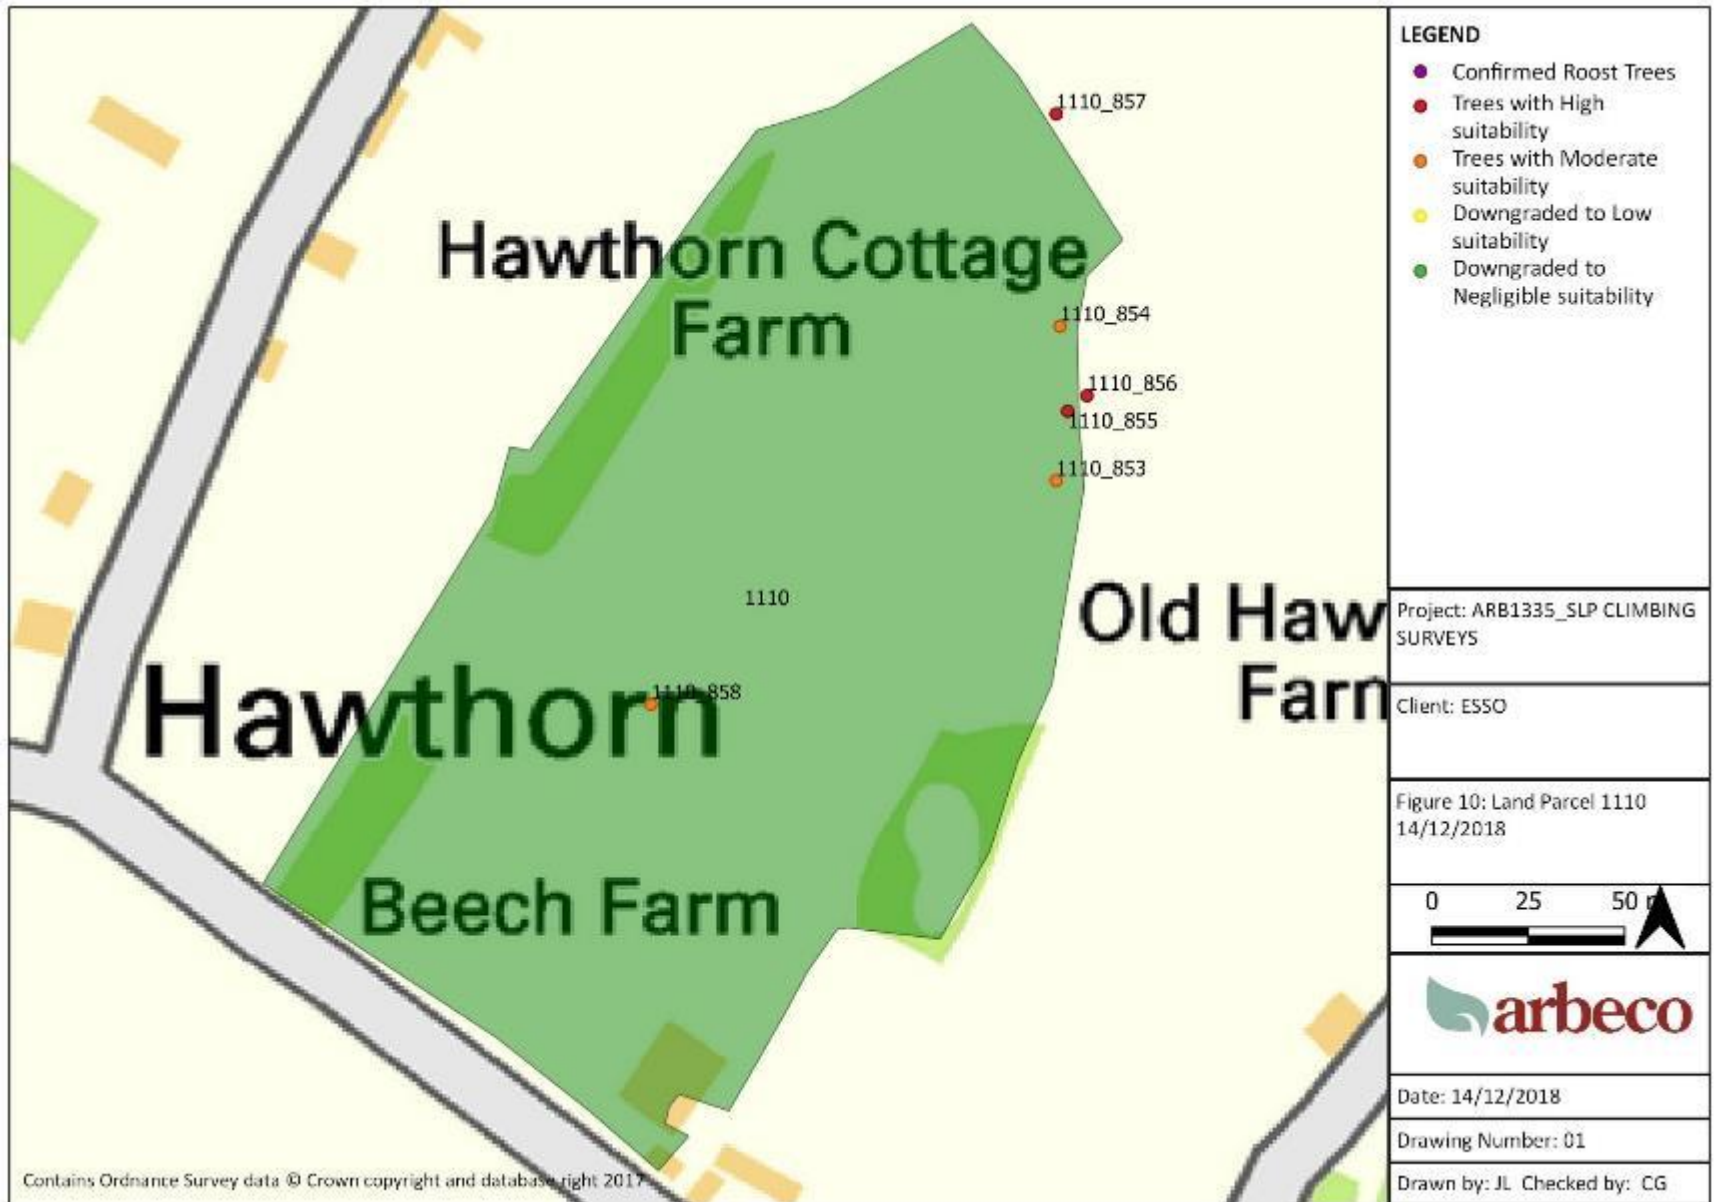 1110_857
Hawthorn Cottage
Farm
1110_854
1110_856
1110_855
1110_853
1110
Old Haw
Farn
1110_858
Hawthorn
Beech Farm
Contains Ordnance Survey data © Crown copyright and database right 2017
LEGEND
Confirmed Roost Trees
Trees with High
suitability
Trees with Moderate
suitability
Downgraded to Low
suitability
Downgraded to
Negligible suitability
Project: ARB1335_SLP CLIMBING
SURVEYS
Client: ESSO
Figure 10: Land Parcel 1110
14/12/2018
0 25 50
arbeco
Date: 14/12/2018
Drawing Number: 01
Drawn by: JL Checked by: CG